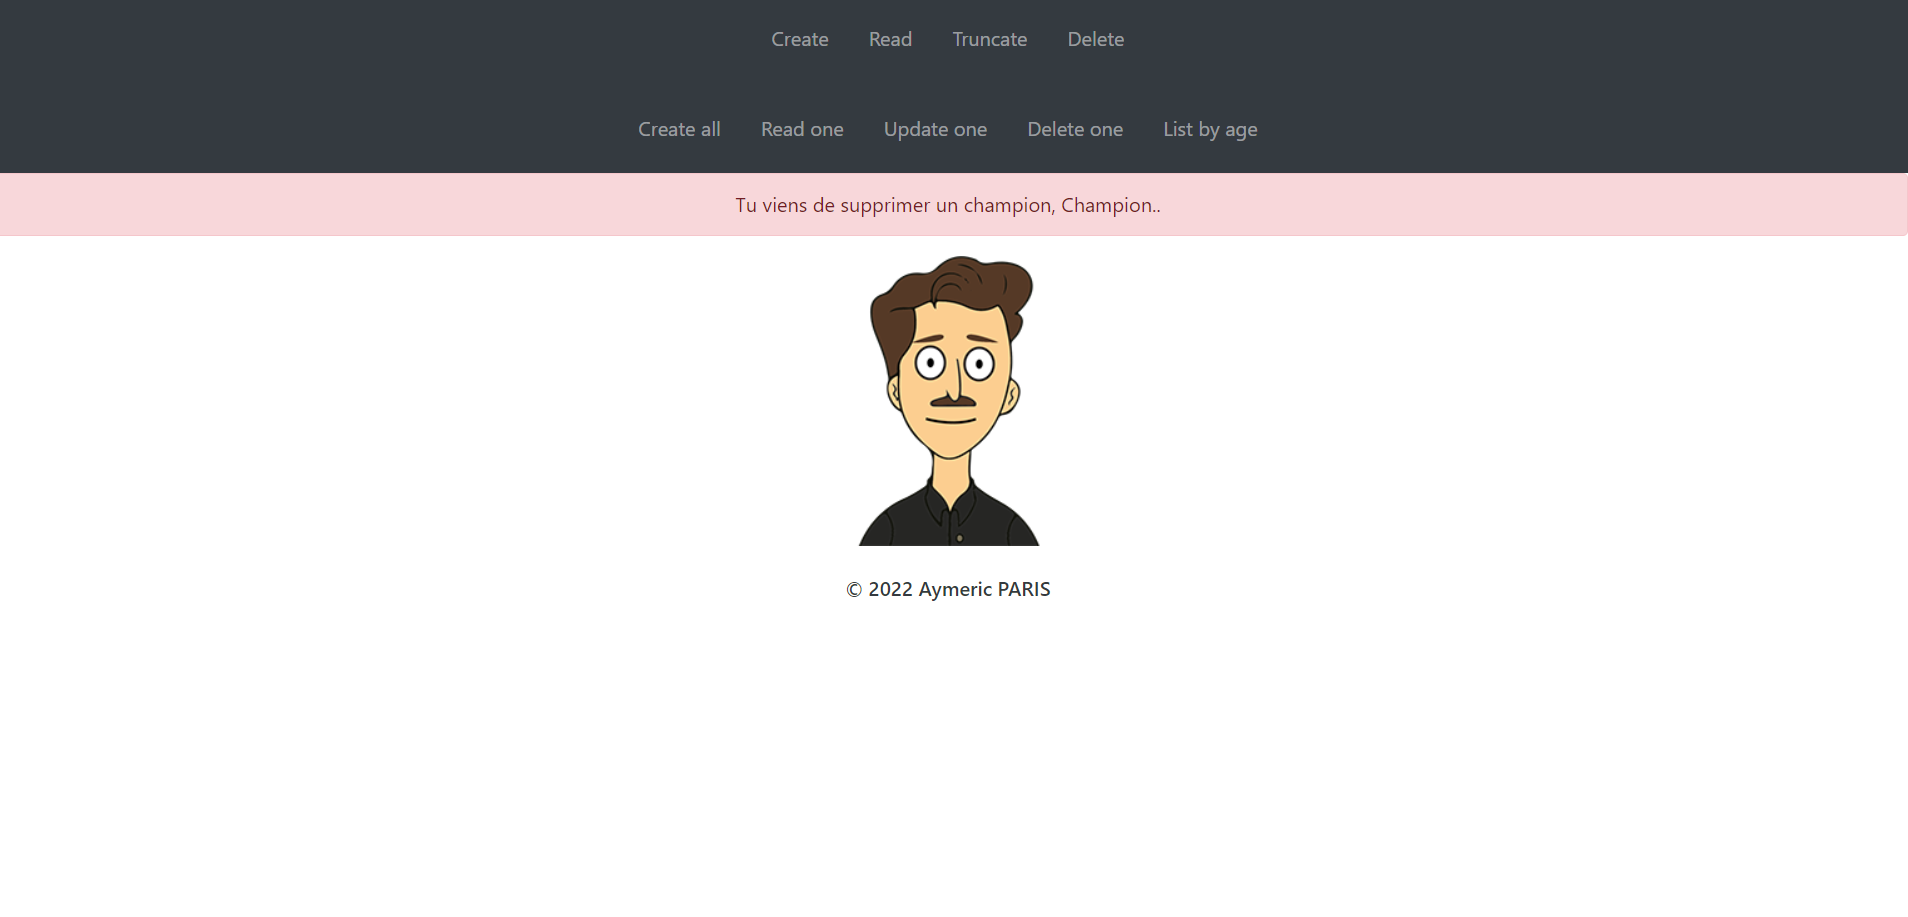 Create Read Truncate Delete
Create all Read one Update one Delete one List by age
Tu viens de supprimer un champion, Champion..
© 2022 Aymeric PARIS